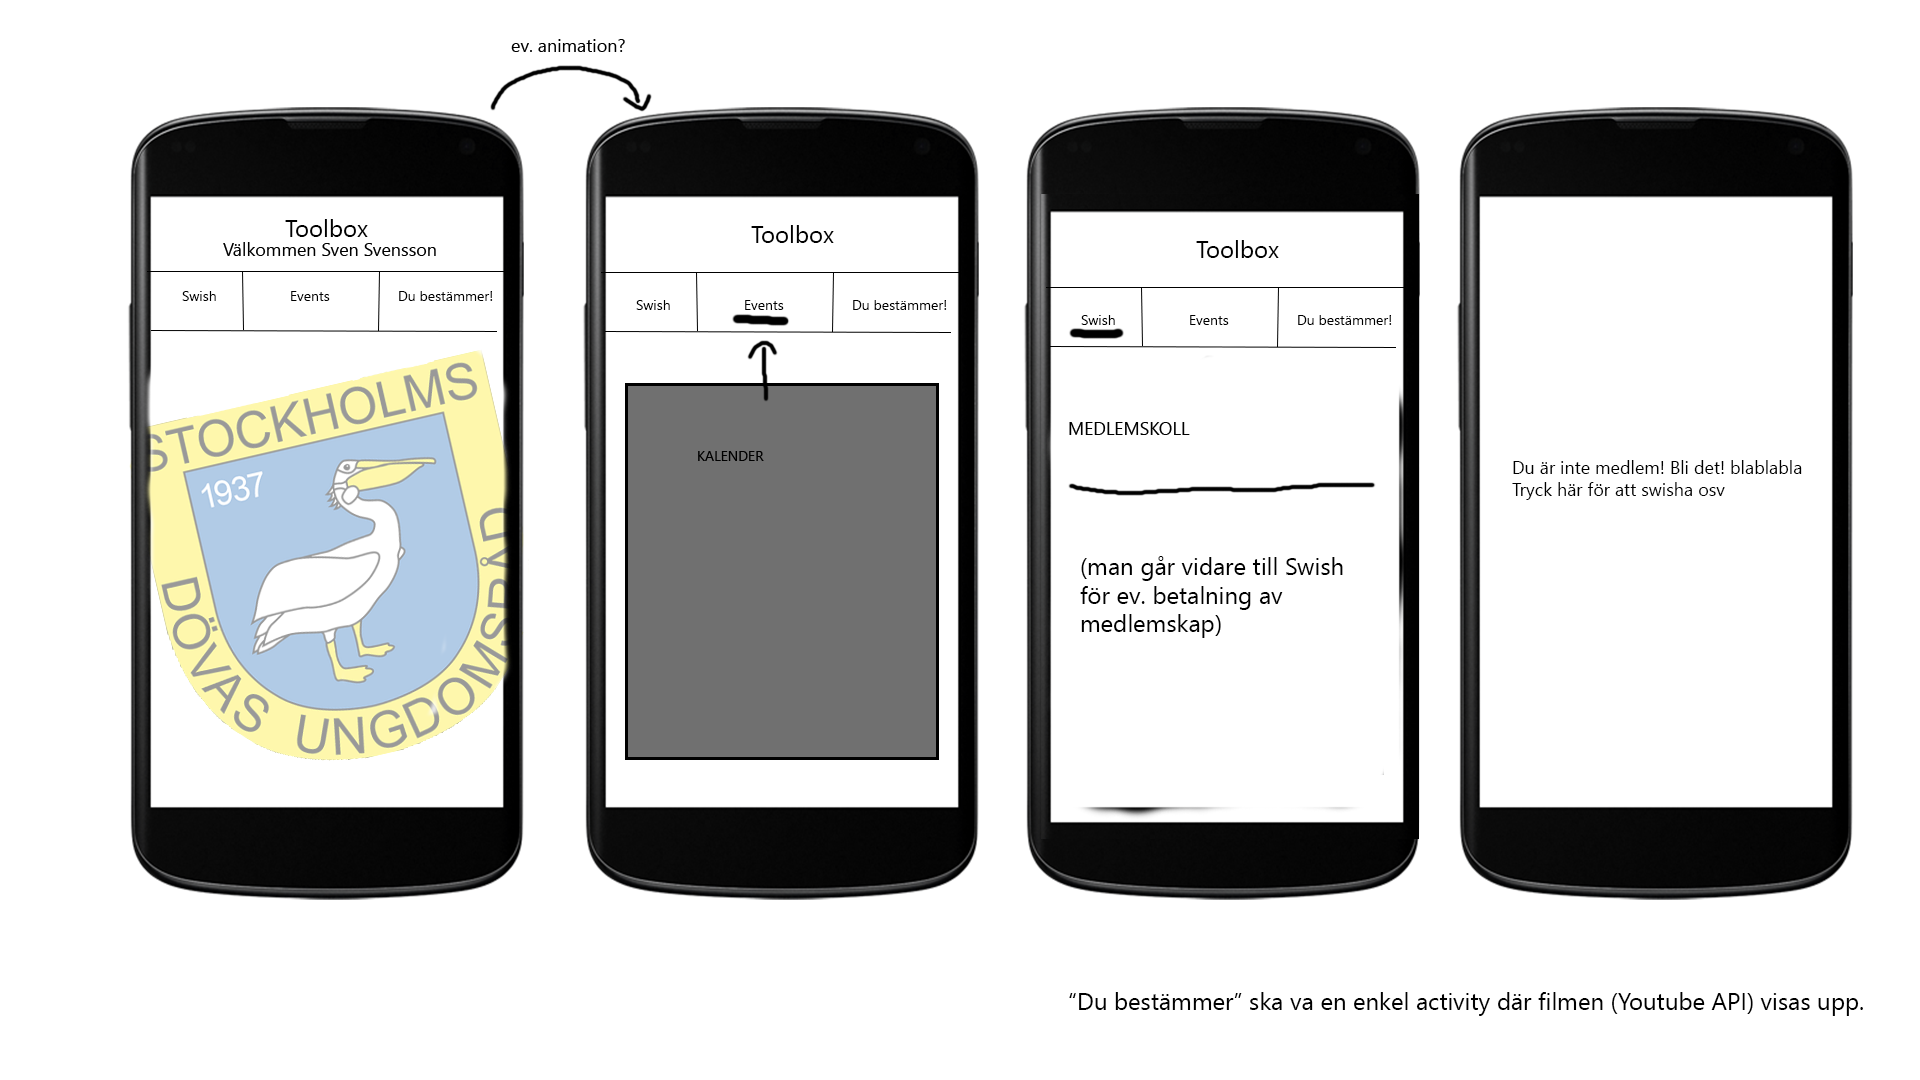 ev. animation?
Toolbox
Välkommen Sven Svensson
Swish
Events
Du bestämmer!
STOCKHOLMS
1937
DÖVAS UNGDOMSRÅD
Toolbox
Swish
Events
Du bestämmer!
KALENDER
Toolbox
Swish
Events
Du bestämmer!
MEDLEMSKOLL
(man går vidare till Swish
för ev. betalning av
medlemskap)
Du är inte medlem! Bli det! blablabla
Tryck här för att swisha osv
“Du bestämmer” ska va en enkel activity där filmen (Youtube API) visas upp.